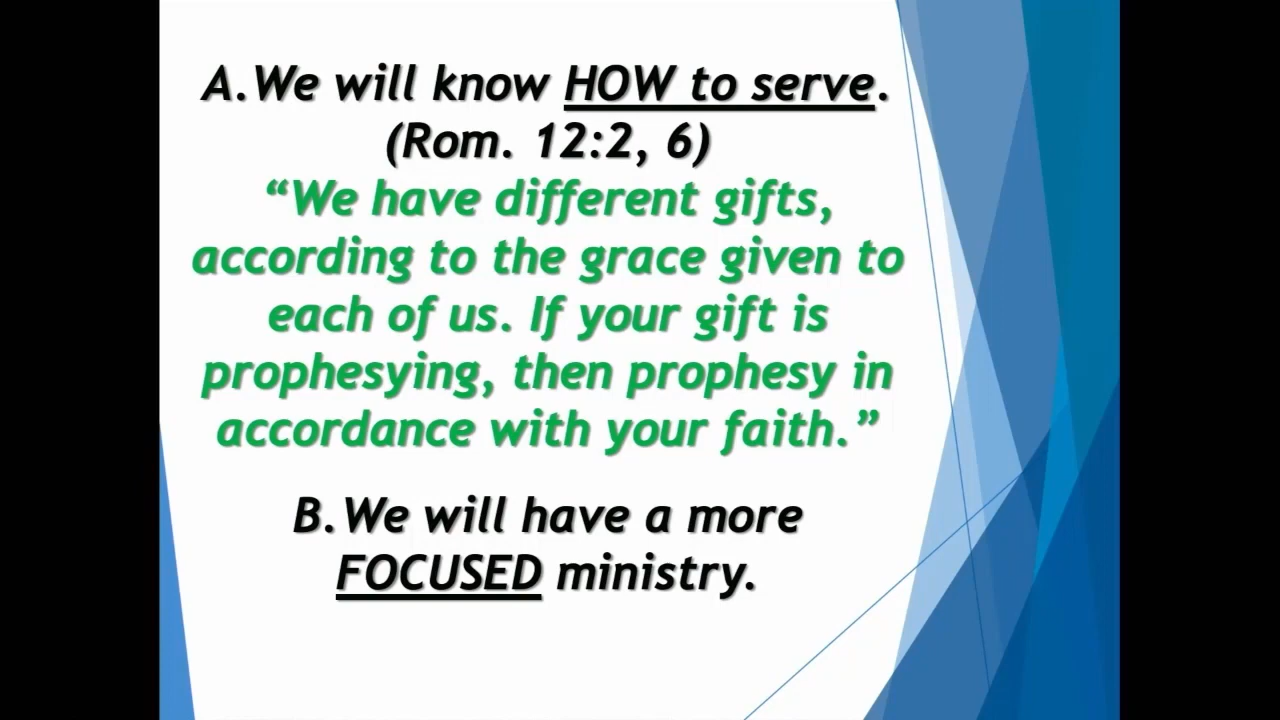 A.We will know HOW to serve.
(Rom. 12:2, 6)
“We have different gifts,
according to the grace given to
each of us. If your gift is
prophesying, then prophesy in
accordance with your faith.”
B.We will have a more
FOCUSED ministry.